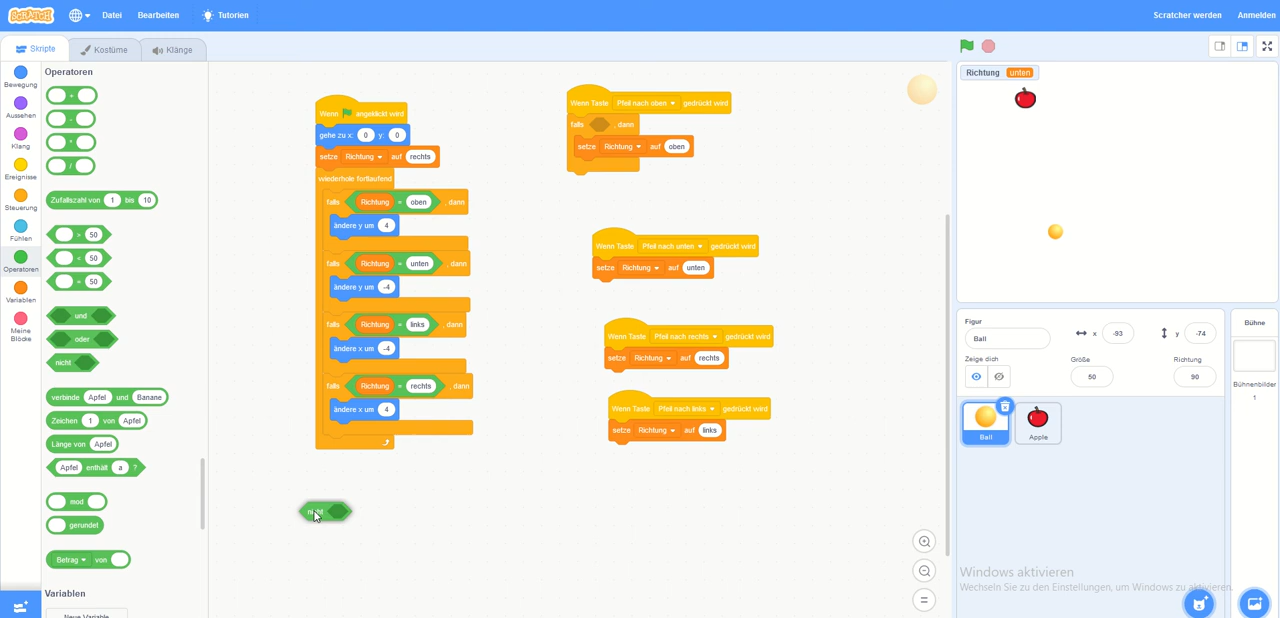 SCRATCH Datei Bearbeiten Tutorien Scratcher werden Anmelden
Skripte Kostüme Klänge
Bewegung
Aussehen
Klang
Ereignisse
Steuerung
Fühlen
Operatoren
Variablen
Meine
Blöcke
Operatoren
+
-
*
/
Zufallszahl von 1 bis 10
> 50
< 50
= 50
und
oder
nicht
verbinde Apfel und Banane
Zeichen 1 von Apfel
Länge von Apfel
Apfel enthält a ?
mod
gerundet
Betrag von
Variablen
Neue Variable
Wenn angeklickt wird
gehe zu x: 0 y: 0
setze Richtung auf rechts
wiederhole fortlaufend
falls Richtung = oben , dann
ändere y um 4
falls Richtung = unten , dann
ändere y um -4
falls Richtung = links , dann
ändere x um -4
falls Richtung = rechts , dann
ändere x um 4
nicht
Wenn Taste Pfeil nach oben gedrückt wird
falls , dann
setze Richtung auf oben
Wenn Taste Pfeil nach unten gedrückt wird
setze Richtung auf unten
Wenn Taste Pfeil nach rechts gedrückt wird
setze Richtung auf rechts
Wenn Taste Pfeil nach links gedrückt wird
setze Richtung auf links
Richtung unten
Figur
Ball
x -93 y -74
Zeige dich
Größe
50
Richtung
90
Ball
Apple
Bühne
Bühnenbilder
1
Windows aktivieren
Wechseln Sie zu den Einstellungen, um Windows zu aktivieren.